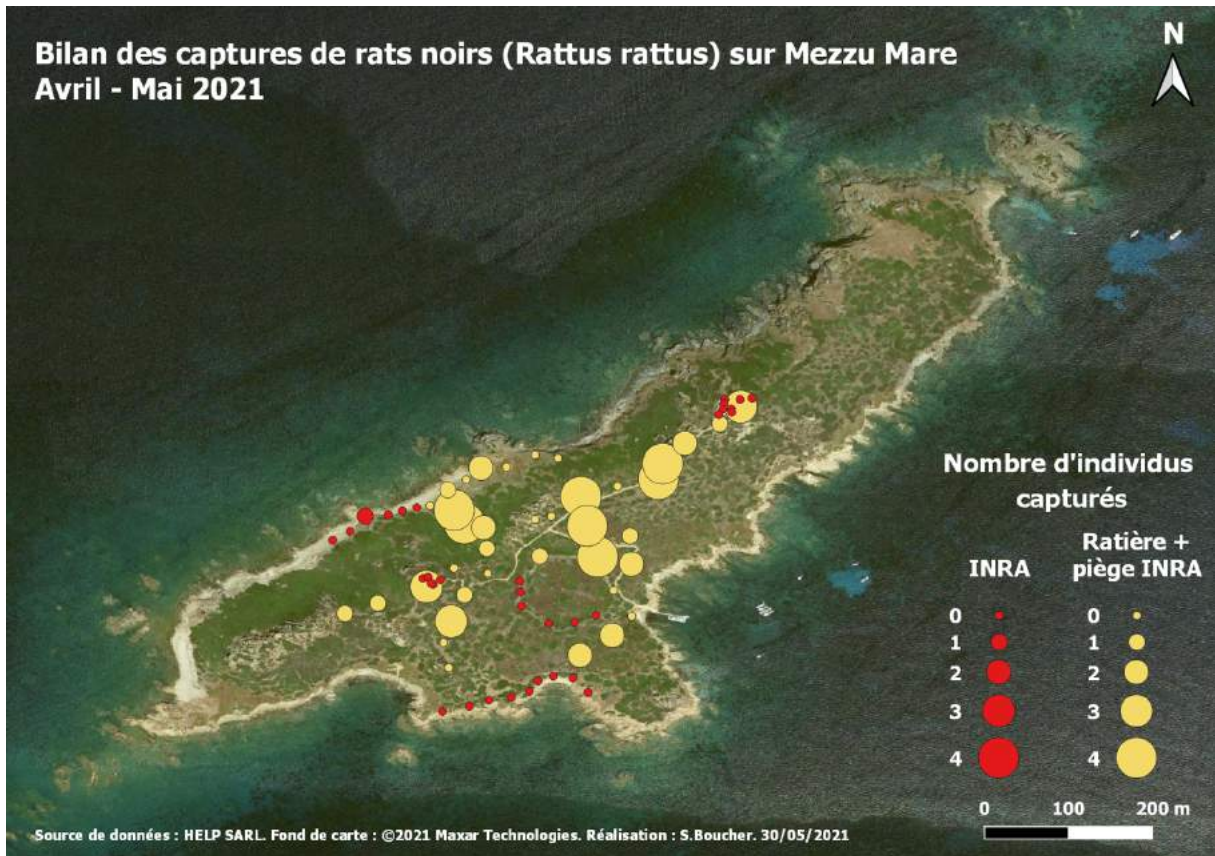 Bilan des captures de rats noirs (Rattus rattus) sur Mezzu Mare
Avril - Mai 2021
N
Nombre d'individus
capturés
INRA
Ratière +
piège INRA
0 0
1 1
2 2
3 3
4 4
0 100 200 m
Source de données : HELP SARL. Fond de carte : ©2021 Maxar Technologies. Réalisation : S.Boucher. 30/05/2021